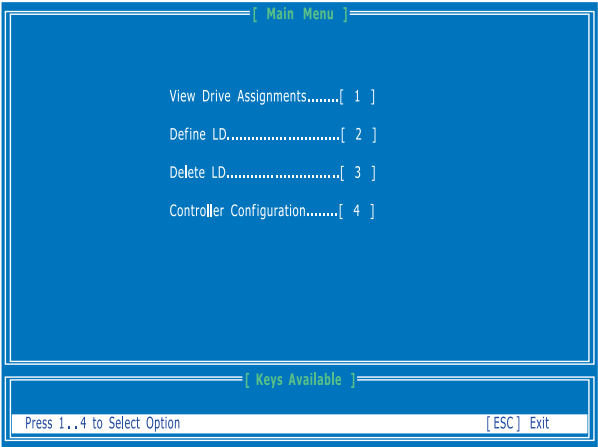 [ Main Menu ]
View Drive Assignments........[ 1 ]
Define LD............................[ 2 ]
Delete LD............................[ 3 ]
Controller Configuration........[ 4 ]
[ Keys Available ]
Press 1..4 to Select Option [ESC] Exit